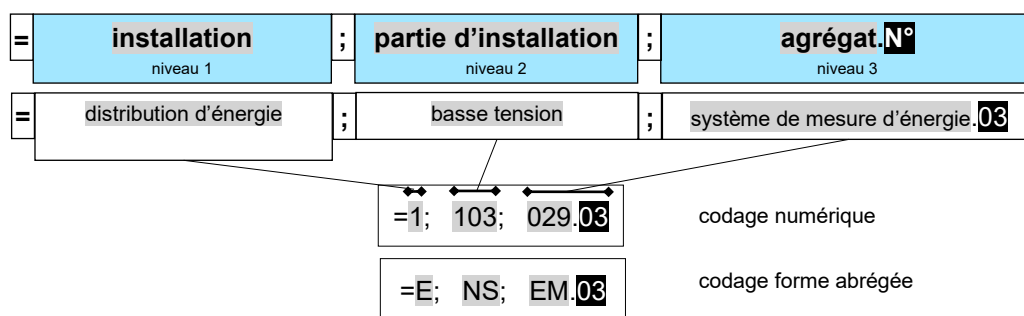 = installation ; partie d’installation ; agrégat.N°
niveau 1 niveau 2 niveau 3
= distribution d’énergie ; basse tension ; système de mesure d’énergie.03
=1; 103; 029.03 codage numérique
=E; NS; EM.03 codage forme abrégée